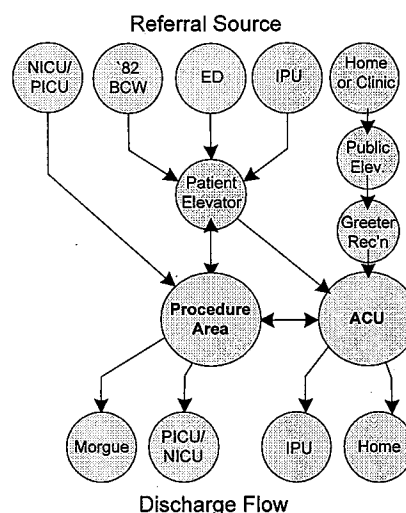 Referral Source
NICU/
PICU
`82
BCW
ED
IPU
Home
or Clinic
Public
Elev.
Patient
Elevator
Greeter
Rec'n
Procedure
Area
ACU
Morgue
PICU/
NICU
IPU
Home
Discharge Flow